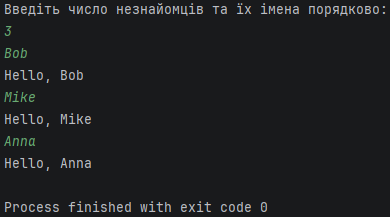 Введіть число незнайомців та їх імена порядково:
3
Bob
Hello, Bob
Mike
Hello, Mike
Anna
Hello, Anna
Process finished with exit code 0